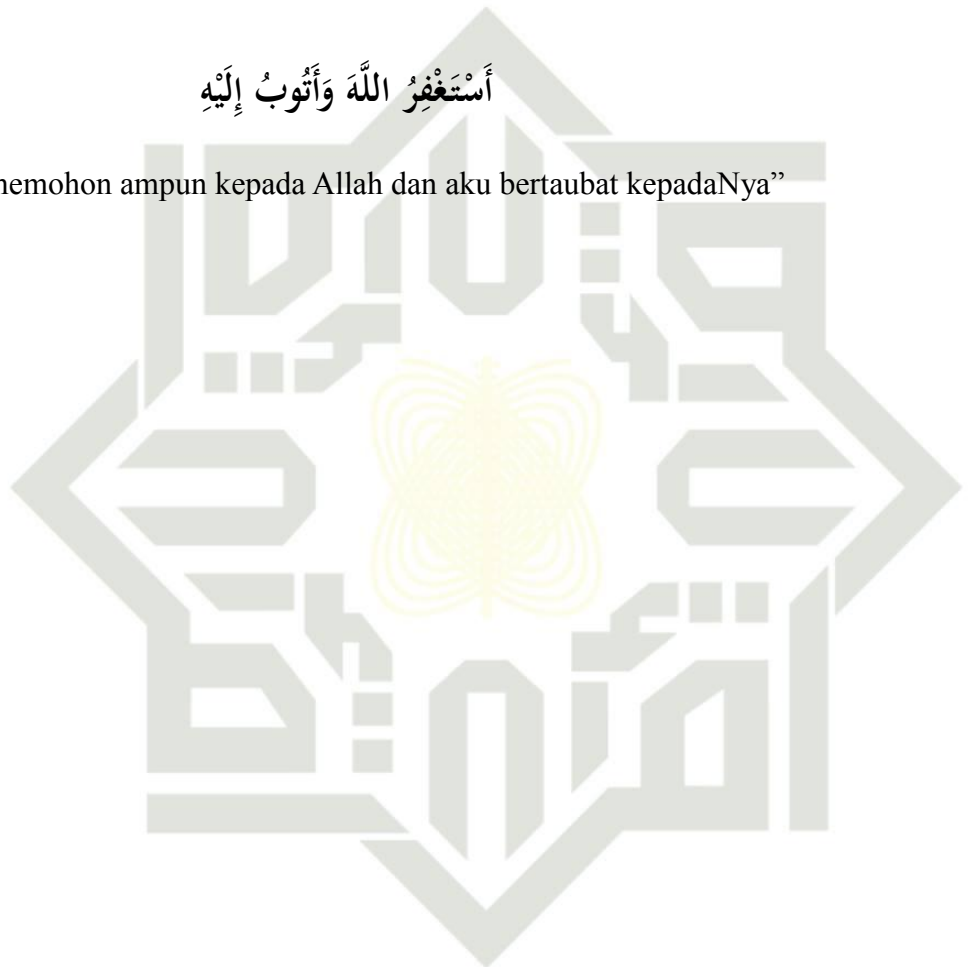 أَسْتَغْفِرُ اللَّهَ وَأَتُوبُ إِلَيْهِ
memohon ampun kepada Allah dan aku bertaubat kepadaNya”